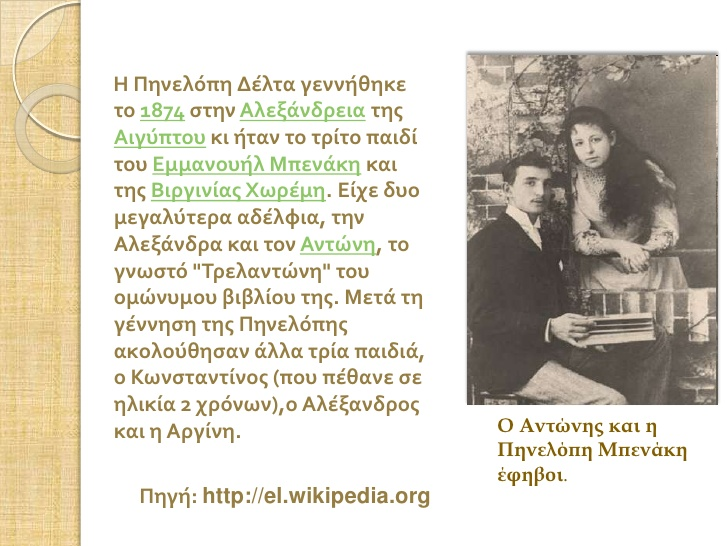 Η Πηνελόπη Δέλτα γεννήθηκε
το 1874 στην Αλεξάνδρεια της
Αιγύπτου κι ήταν το τρίτο παιδί
του Εμμανουήλ Μπενάκη και
της Βιργινίας Χωρέμη. Είχε δυο
μεγαλύτερα αδέλφια, την
Αλεξάνδρα και τον Αντώνη, το
γνωστό "Τρελαντώνη" του
ομώνυμου βιβλίου της. Μετά τη
γέννηση της Πηνελόπης
ακολούθησαν άλλα τρία παιδιά,
ο Κωνσταντίνος (που πέθανε σε
ηλικία 2 χρόνων),ο Αλέξανδρος
και η Αργίνη.
Πηγή: http://el.wikipedia.org
Ο Αντώνης και η
Πηνελόπη Μπενάκη
έφηβοι.